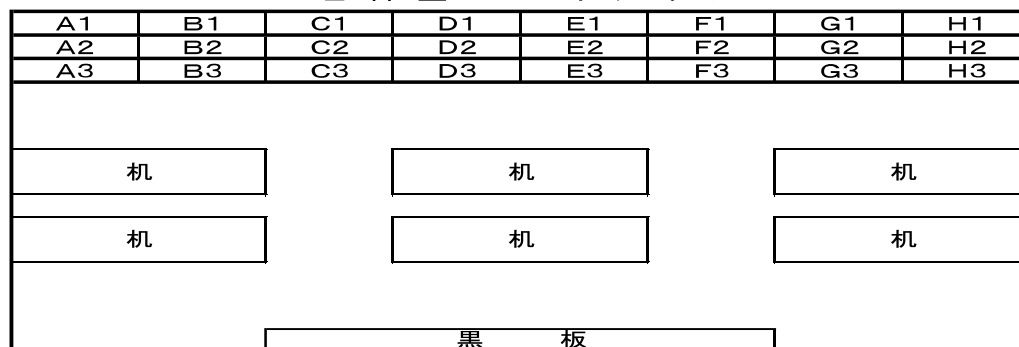 A1 B1 C1 D1 E1 F1 G1 H1
A2 B2 C2 D2 E2 F2 G2 H2
A3 B3 C3 D3 E3 F3 G3 H3
机 机 机
机 机 机
黒 板